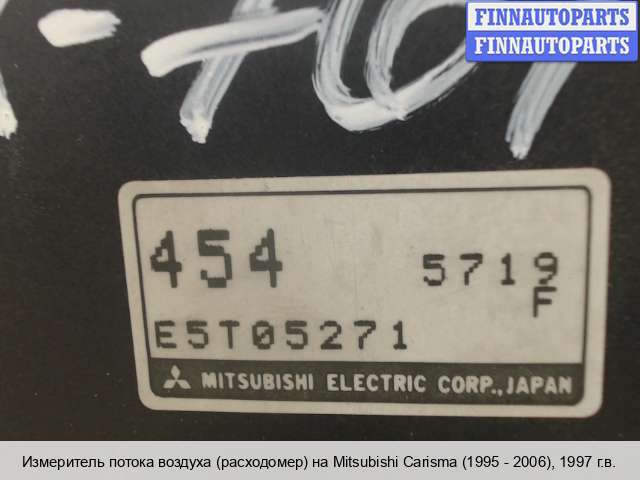 FINNAUTOPARTS
FINNAUTOPARTS
454 5719
F
E5T05271
MITSUBISHI ELECTRIC CORP., JAPAN
Измеритель потока воздуха (расходомер) на Mitsubishi Carisma (1995 - 2006), 1997 г.в.